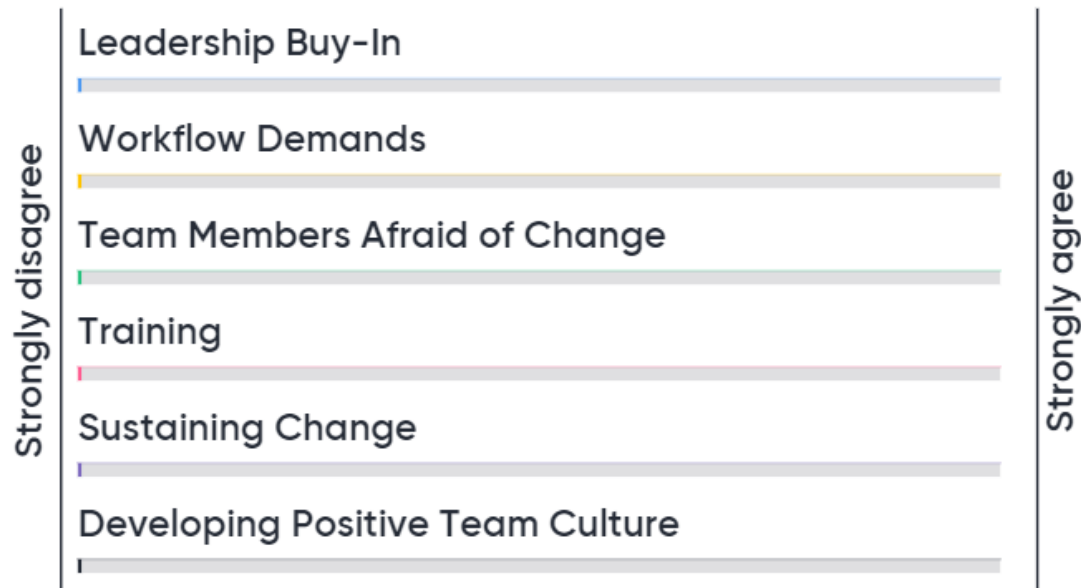 Strongly disagree
Leadership Buy-In
Workflow Demands
Team Members Afraid of Change
Training
Sustaining Change
Developing Positive Team Culture
Strongly agree